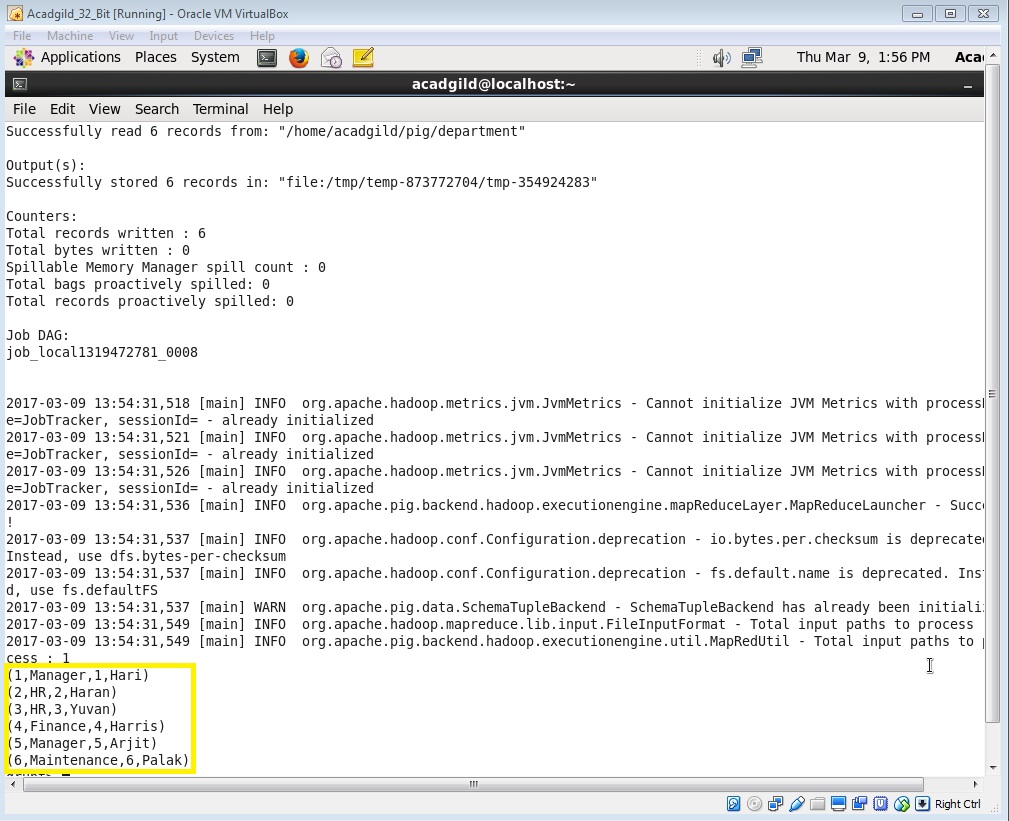 Acadgild_32_Bit [Running] - Oracle VM VirtualBox
File Machine View Input Devices Help
Applications Places System Thu Mar 9, 1:56 PM Aca
acadgild@localhost:~
File Edit View Search Terminal Help
Successfully read 6 records from: "/home/acadgild/pig/department"
Output(s):
Successfully stored 6 records in: "file:/tmp/temp-873772704/tmp-354924283"
Counters:
Total records written : 6
Total bytes written : 0
Spillable Memory Manager spill count : 0
Total bags proactively spilled: 0
Total records proactively spilled: 0
Job DAG:
job_local1319472781_0008
2017-03-09 13:54:31,518 [main] INFO  org.apache.hadoop.metrics.jvm.JvmMetrics - Cannot initialize JVM Metrics with process
e=JobTracker, sessionId= - already initialized
2017-03-09 13:54:31,521 [main] INFO  org.apache.hadoop.metrics.jvm.JvmMetrics - Cannot initialize JVM Metrics with process
e=JobTracker, sessionId= - already initialized
2017-03-09 13:54:31,526 [main] INFO  org.apache.hadoop.metrics.jvm.JvmMetrics - Cannot initialize JVM Metrics with process
e=JobTracker, sessionId= - already initialized
2017-03-09 13:54:31,536 [main] INFO  org.apache.pig.backend.hadoop.executionengine.mapReduceLayer.MapReduceLauncher - Succ
!
2017-03-09 13:54:31,537 [main] INFO  org.apache.hadoop.conf.Configuration.deprecation - io.bytes.per.checksum is deprecate
Instead, use dfs.bytes-per-checksum
2017-03-09 13:54:31,537 [main] INFO  org.apache.hadoop.conf.Configuration.deprecation - fs.default.name is deprecated. Ins
d, use fs.defaultFS
2017-03-09 13:54:31,537 [main] WARN  org.apache.pig.data.SchemaTupleBackend - SchemaTupleBackend has already been initiali
2017-03-09 13:54:31,549 [main] INFO  org.apache.hadoop.mapreduce.lib.input.FileInputFormat - Total input paths to process
2017-03-09 13:54:31,549 [main] INFO  org.apache.pig.backend.hadoop.executionengine.util.MapRedUtil - Total input paths to p
cess : 1
(1,Manager,1,Hari)
(2,HR,2,Haran)
(3,HR,3,Yuvan)
(4,Finance,4,Harris)
(5,Manager,5,Arjit)
(6,Maintenance,6,Palak)
Right Ctrl